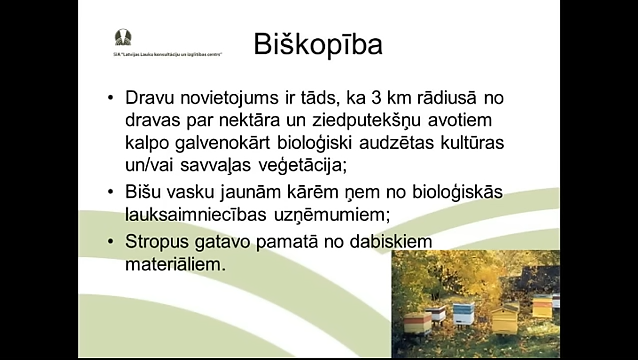 Biškopība
SIA "Latvijas Lauku konsultāciju un izglītības centrs"
• Dravu novietojums ir tāds, ka 3 km rādiusā no
dravas par nektāra un ziedputekšņu avotiem
kalpo galvenokārt bioloģiski audzētas kultūras
un/vai savvaļas veģetācija;
• Bišu vasku jaunām kārēm ņem no bioloģiskās
lauksaimniecības uzņēmumiem;
• Stropus gatavo pamatā no dabiskiem
materiāliem.